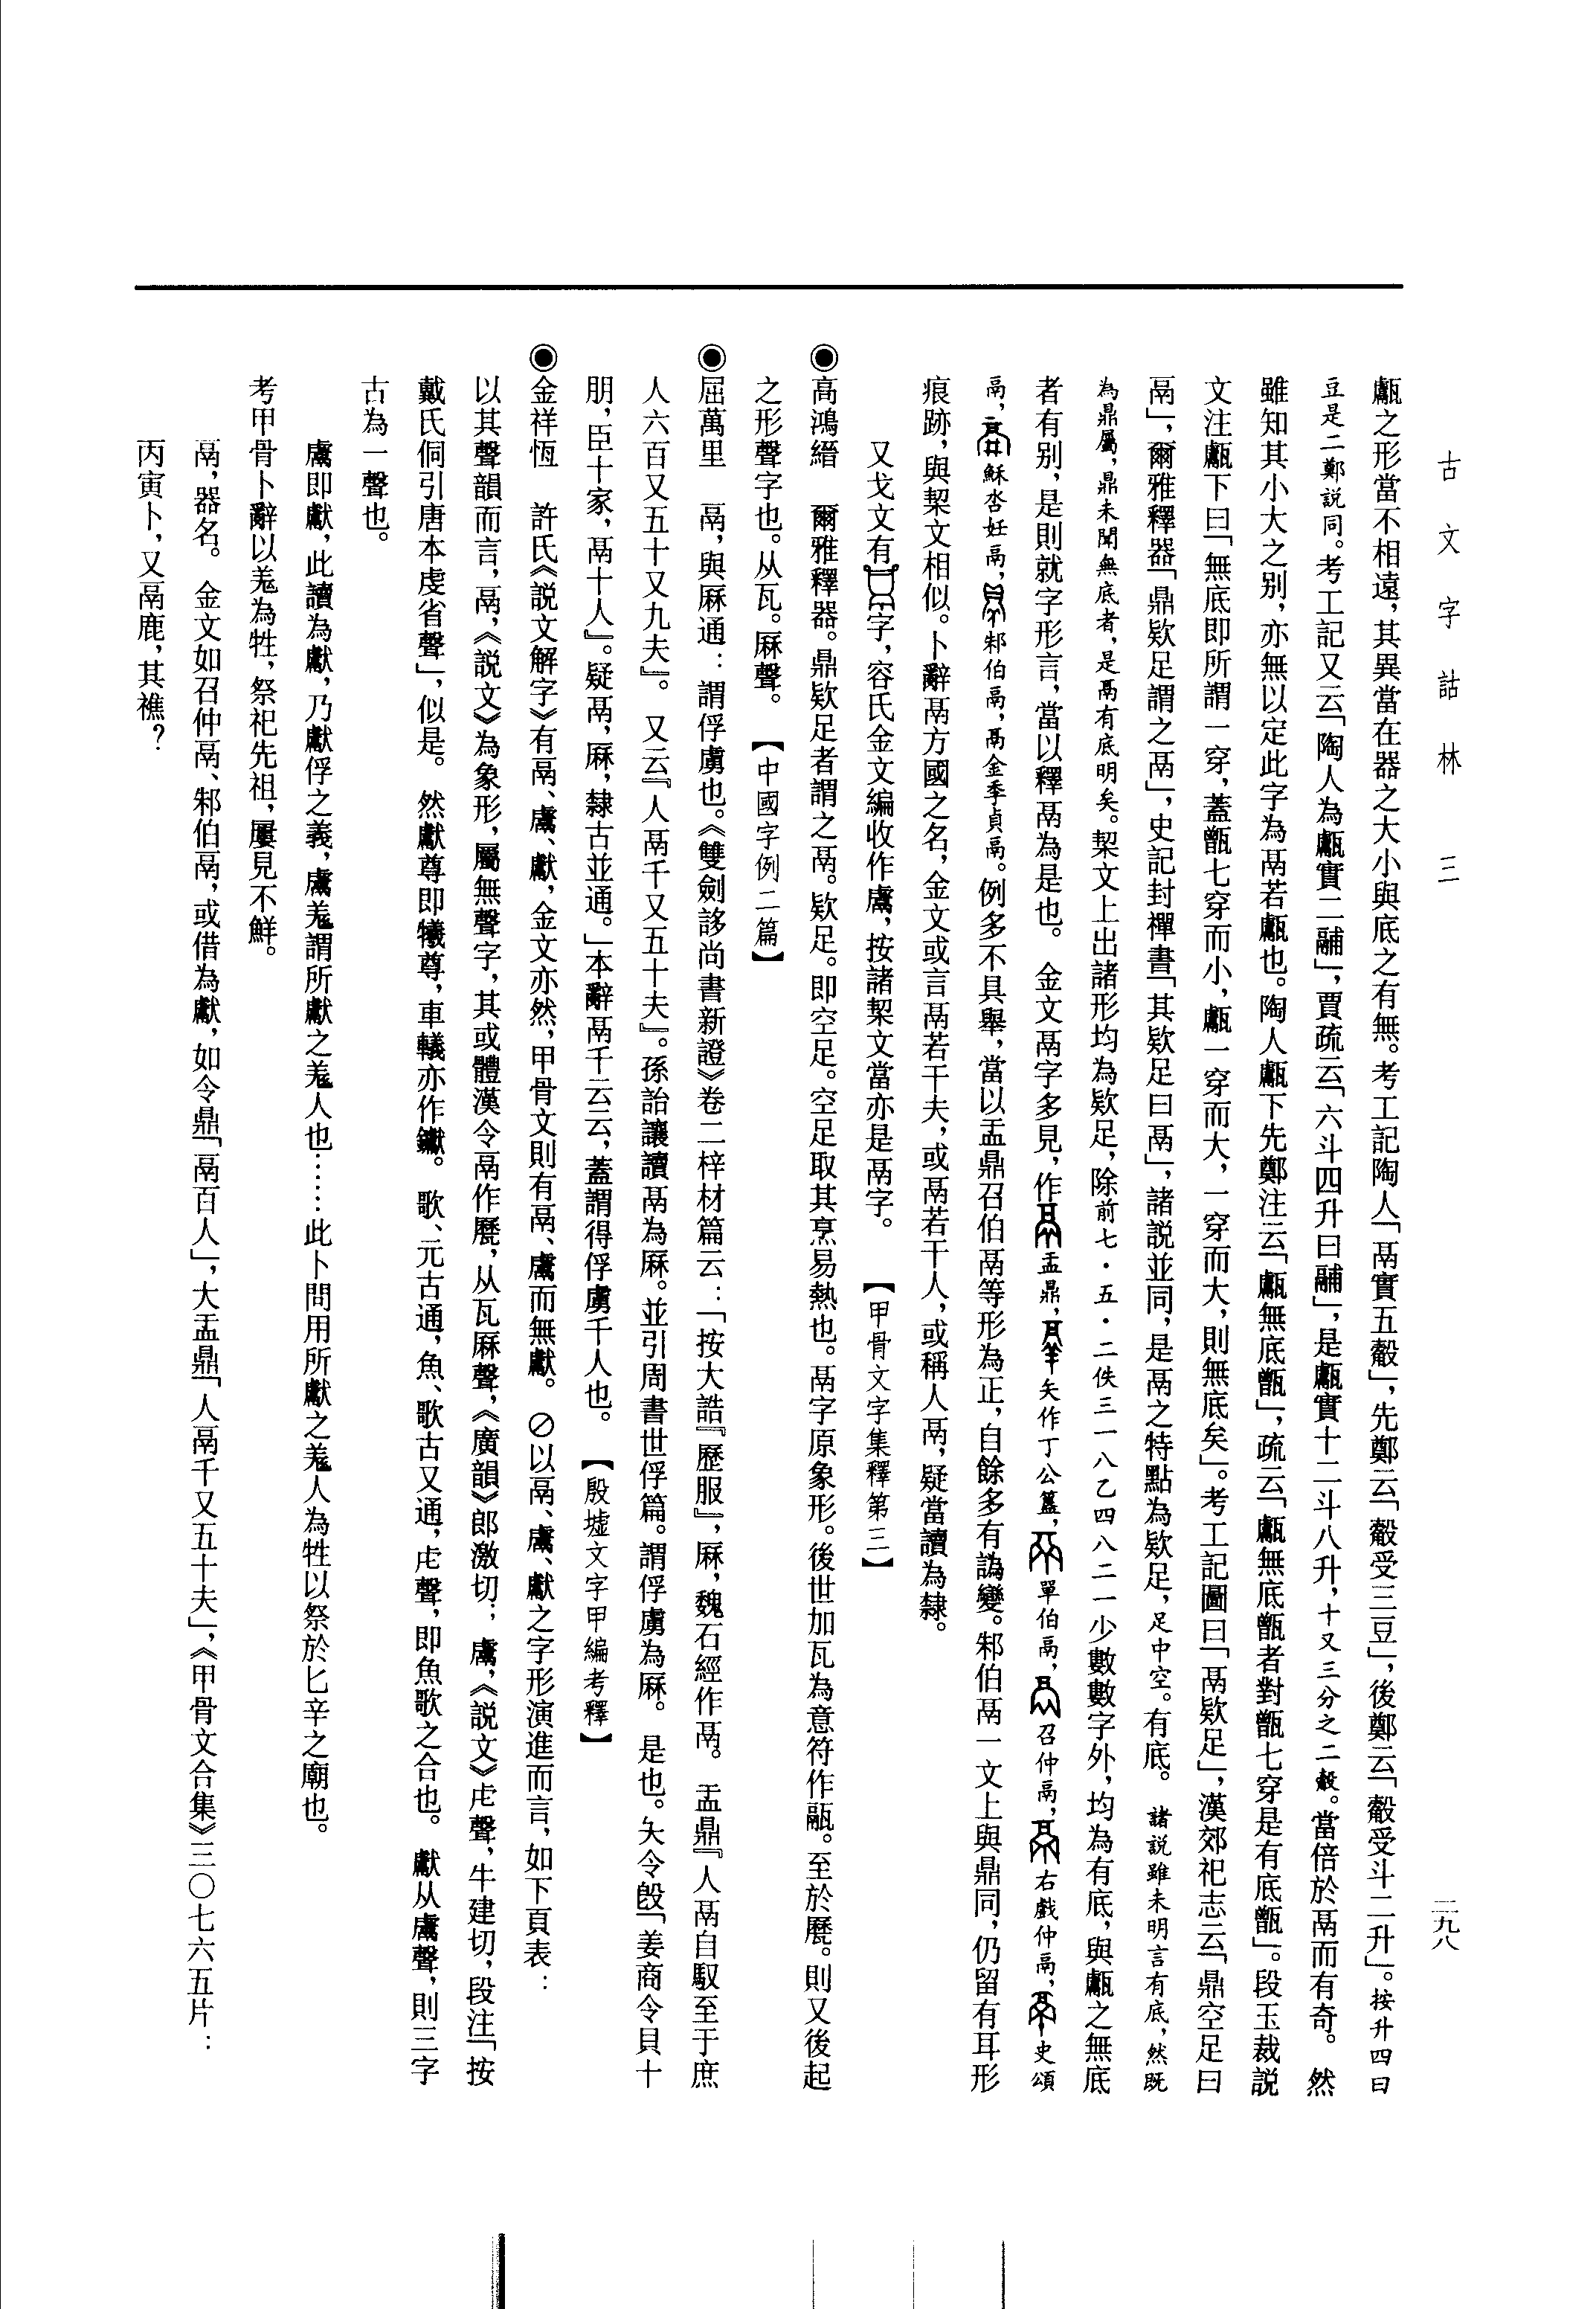 古文字詁林　三
二九八
甗之形當不相遠，其異當在器之大小與底之有無。考工記陶人「鬲實五觳」，先鄭云「觳受三豆」，後鄭云「觳受斗二升」。按升四曰
豆是二鄭説同。考工記又云「陶人為甗實二鬴」，賈疏云「六斗四升曰鬴」，是甗實十二斗八升，十又三分之二觳。當倍於鬲而有奇。　然
雖知其小大之别，亦無以定此字為鬲若甗也。陶人甗下先鄭注云「甗無底甑」，疏云「甗無底甑者對甑七穿是有底甑」。段玉裁説
文注甗下曰「無底即所謂一穿，蓋甑七穿而小，甗一穿而大，一穿而大，則無底矣」。考工記圖曰「鬲欵足」，漢郊祀志云「鼎空足曰
鬲」，爾雅釋器「鼎欵足謂之鬲」，史記封禪書「其欵足曰鬲」，諸説並同，是鬲之特點為欵足，足中空。有底。　諸説雖未明言有底，然既
為鼎屬，鼎未聞無底者，是鬲有底明矣。栔文上出諸形均為欵足，除前七·五·二佚三一八乙四八二一少數數字外，均為有底，與甗之無底
者有别，是則就字形言，當以釋鬲為是也。　金文鬲字多見，作盂鼎，矢作丁公簋，單伯鬲，召仲鬲，右戲仲鬲，史頌
鬲，穌呇妊鬲，邾伯鬲，鬲金季貞鬲。例多不具舉，當以盂鼎召伯鬲等形為正，自餘多有譌變。邾伯鬲一文上與鼎同，仍留有耳形
痕跡，與栔文相似。卜辭鬲方國之名，金文或言鬲若干夫，或鬲若干人，或稱人鬲，疑當讀為隸。
又戈文有字，容氏金文編收作鬳，按諸栔文當亦是鬲字。　【甲骨文字集釋第三】
◉高鴻縉　爾雅釋器。鼎欵足者謂之鬲。欵足。即空足。空足取其烹易熱也。鬲字原象形。後世加瓦為意符作䰛。至於㽁。則又後起
之形聲字也。从瓦。厤聲。　【中國字例二篇】
◉屈萬里　鬲，與厤通：謂俘虜也。《雙劍誃尚書新證》卷二梓材篇云：「按大誥『歷服』，厤，魏石經作鬲。　盂鼎『人鬲自馭至于庶
人六百又五十又九夫』。　又云『人鬲千又五十夫』。孫詒讓讀鬲為厤。並引周書世俘篇。謂俘虜為厤。　是也。夨令𣪘「姜商令貝十
朋，臣十家，鬲十人』。疑鬲，厤，隸古並通。」本辭鬲千云云，蓋謂得俘虜千人也。　【殷墟文字甲編考釋】
◉金祥恆　許氏《説文解字》有鬲、鬳、獻，金文亦然，甲骨文則有鬲、鬳而無獻。　⊘以鬲、鬳、獻之字形演進而言，如下頁表：
以其聲韻而言，鬲，《説文》為象形，屬無聲字，其或體漢令鬲作㽁，从瓦厤聲，《廣韻》郎激切；鬳，《説文》虍聲，牛建切，段注「按
戴氏侗引唐本虔省聲」，似是。　然獻尊即犧尊，車轙亦作钀。　歌、元古通，魚、歌古又通，虍聲，即魚歌之合也。　獻从鬳聲，則三字
古為一聲也。
鬳即獻，此讀為獻，乃獻俘之義，鬳羌謂所獻之羌人也……此卜問用所獻之羌人為牲以祭於匕辛之廟也。
考甲骨卜辭以羌為牲，祭祀先祖，屢見不鮮。
鬲，器名。　金文如召仲鬲、邾伯鬲，或借為獻，如令鼎「鬲百人」，大盂鼎「人鬲千又五十夫」，《甲骨文合集》三〇七六五片：
丙寅卜，又鬲鹿，其䄆？